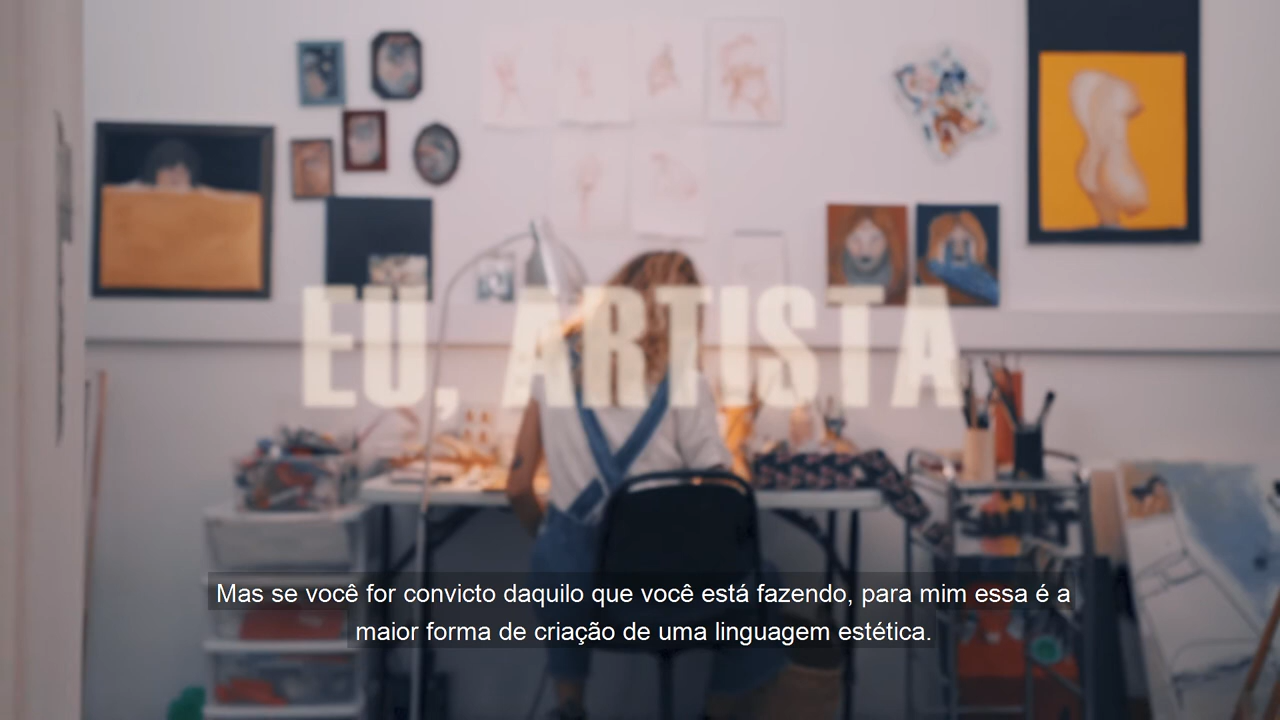 EU, ARTISTA
Mas se você for convicto daquilo que você está fazendo, para mim essa é a
maior forma de criação de uma linguagem estética.